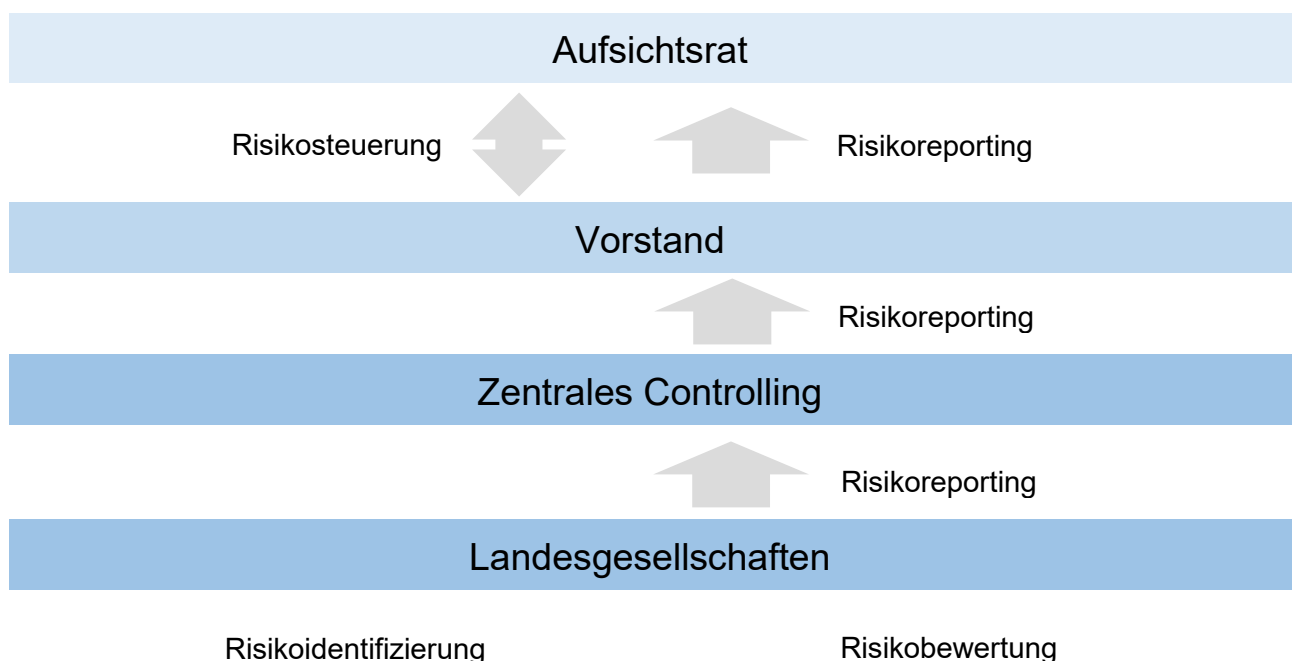 Aufsichtsrat
Risikosteuerung
Risikoreporting
Vorstand
Risikoreporting
Zentrales Controlling
Risikoreporting
Landesgesellschaften
Risikoidentifizierung
Risikobewertung